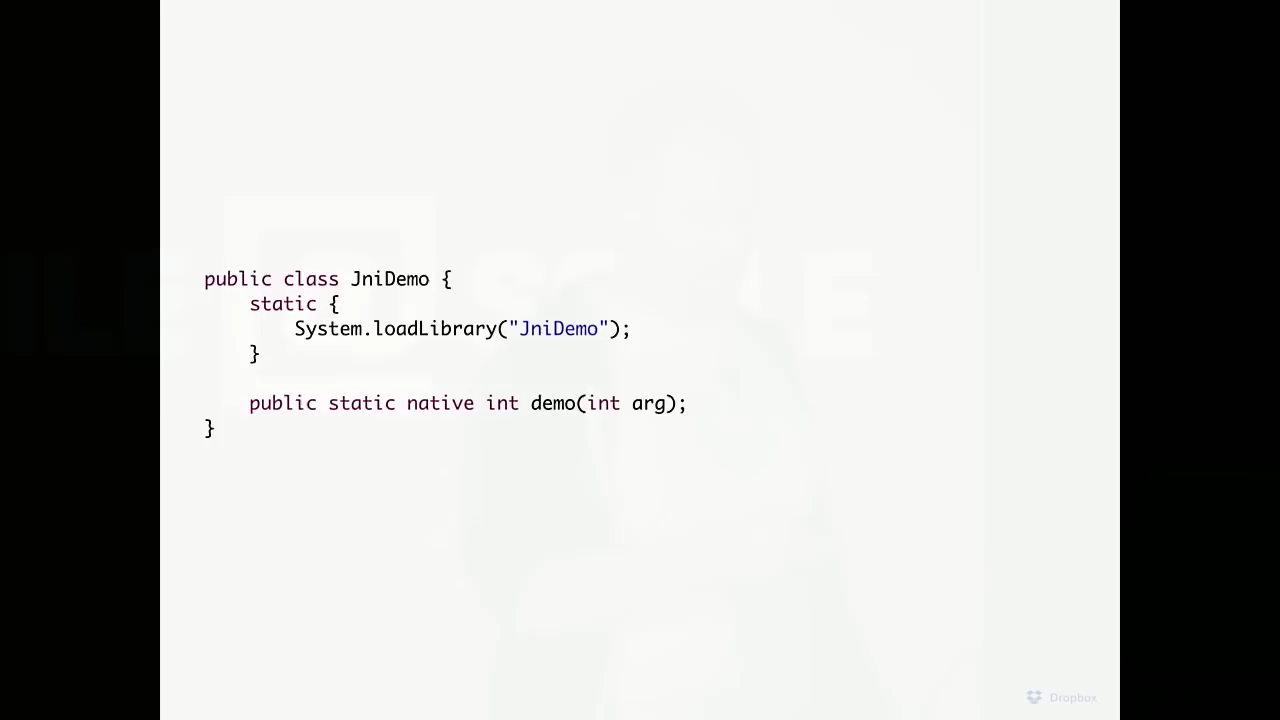 public class JniDemo {
    static {
        System.loadLibrary("JniDemo");
    }
    public static native int demo(int arg);
}
Dropbox